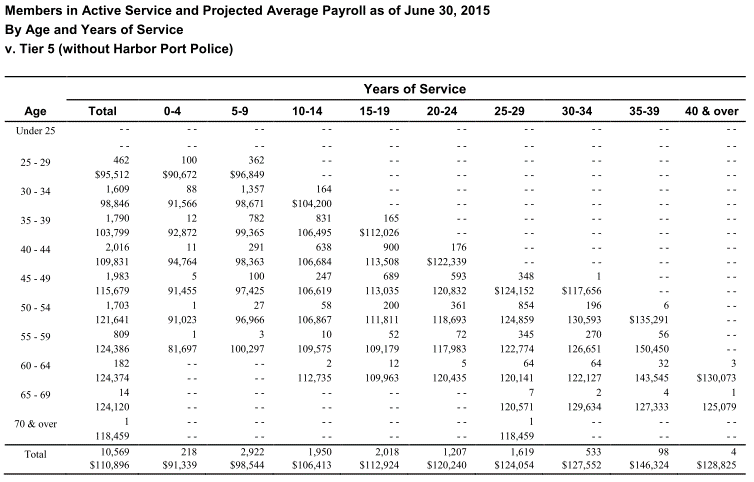 Members in Active Service and Projected Average Payroll as of June 30, 2015
By Age and Years of Service
v. Tier 5 (without Harbor Port Police)
Years of Service
Age Total 0-4 5-9 10-14 15-19 20-24 25-29 30-34 35-39 40 & over
Under 25 - - - - - - - - - - - - - - - - - - - -
- - - - - - - - - - - - - - - - - - - -
25 - 29 462 100 362 - - - - - - - - - - - - - -
$95,512 $90,672 $96,849 - - - - - - - - - - - - - -
30 - 34 1,609 88 1,357 164 - - - - - - - - - - - -
98,846 91,566 98,671 $104,200 - - - - - - - - - - - -
35 - 39 1,790 12 782 831 165 - - - - - - - - - -
103,799 92,872 99,365 106,495 $112,026 - - - - - - - - - -
40 - 44 2,016 11 291 638 900 176 - - - - - - - -
109,831 94,764 98,363 106,684 113,508 $122,339 - - - - - - - -
45 - 49 1,983 5 100 247 689 593 348 1 - - - -
115,679 91,455 97,425 106,619 113,035 120,832 $124,152 $117,656 - - - -
50 - 54 1,703 1 27 58 200 361 854 196 6 - -
121,641 91,023 96,966 106,867 111,811 118,693 124,859 130,593 $135,291 - -
55 - 59 809 1 3 10 52 72 345 270 56 - -
124,386 81,697 100,297 109,575 109,179 117,983 122,774 126,651 150,450 - -
60 - 64 182 - - - - 2 12 5 64 64 32 3
124,374 - - - - 112,735 109,963 120,435 120,141 122,127 143,545 $130,073
65 - 69 14 - - - - - - - - - - 7 2 4 1
124,120 - - - - - - - - - - 120,571 129,634 127,333 125,079
70 & over 1 - - - - - - - - - - 1 - - - - - -
118,459 - - - - - - - - - - 118,459 - - - - - -
Total 10,569 218 2,922 1,950 2,018 1,207 1,619 533 98 4
$110,896 $91,339 $98,544 $106,413 $112,924 $120,240 $124,054 $127,552 $146,324 $128,825